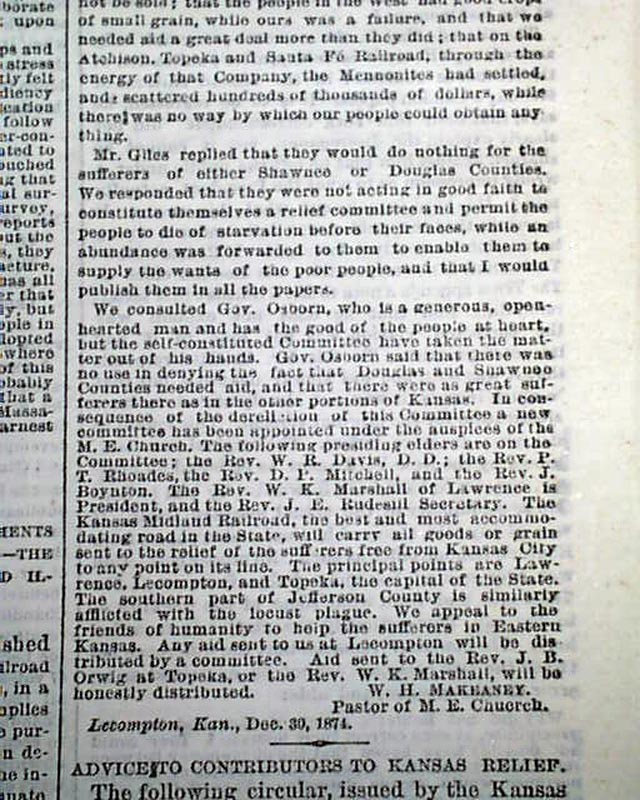 not be sold; that the people in the West had good crops
of small grain, while ours was a failure, and that we
needed aid a great deal more than they did; that on the
Atchison, Topeka and Santa Fé Railroad, through the
energy of that Company, the Mennonites had settled,
and scattered hundreds of thousands of dollars, while
there was no way by which our people could obtain any
thing.
Mr. Giles replied that they would do nothing for the
sufferers of either Shawnee or Douglas Counties.
We responded that they were not acting in good faith to
constitute themselves a relief committee and permit the
people to die of starvation before their faces, while an
abundance was forwarded to them to enable them to
supply the wants of the poor people, and that I would
publish them in all the papers.
We consulted Gov. Osborn, who is a generous, open-
hearted man and has the good of the people at heart,
but the self-constituted Committee have taken the mat-
ter out of his hands. Gov. Osborn said that there was
no use in denying the fact that Douglas and Shawnee
Counties needed aid, and that there were as great suf-
ferers there as in the other portions of Kansas. In con-
sequence of the dereliction of this Committee a new
committee has been appointed under the auspices of the
M. E. Church. The following presiding elders are on the
Committee; the Rev. W. R. Davis, D. D.; the Rev. P.
T. Rhoades, the Rev. D. P. Mitchell, and the Rev. J.
Boynton. The Rev. W. K. Marshall of Lawrence is
President, and the Rev. J. E. Rudesill Secretary. The
Kansas Midland Railroad, the best and most accommo-
dating road in the State, will carry all goods or grain
sent to the relief of the sufferers free from Kansas City
to any point on its line. The principal points are Law-
rence, Lecompton, and Topeka, the capital of the State.
The southern part of Jefferson County is similarly
afflicted with the locust plague. We appeal to the
friends of humanity to help the sufferers in Eastern
Kansas. Any aid sent to us at Lecompton will be dis
tributed by a committee. Aid sent to the Rev. J. B.
Orwig at Topeka, or the Rev. W. K. Marshall, will be
honestly distributed. W. H. MAKEANEY.
Pastor of M. E. Church.
Lecompton, Kan., Dec. 30, 1874.
ADVICE TO CONTRIBUTORS TO KANSAS RELIEF.
The following circular, issued by the Kansas